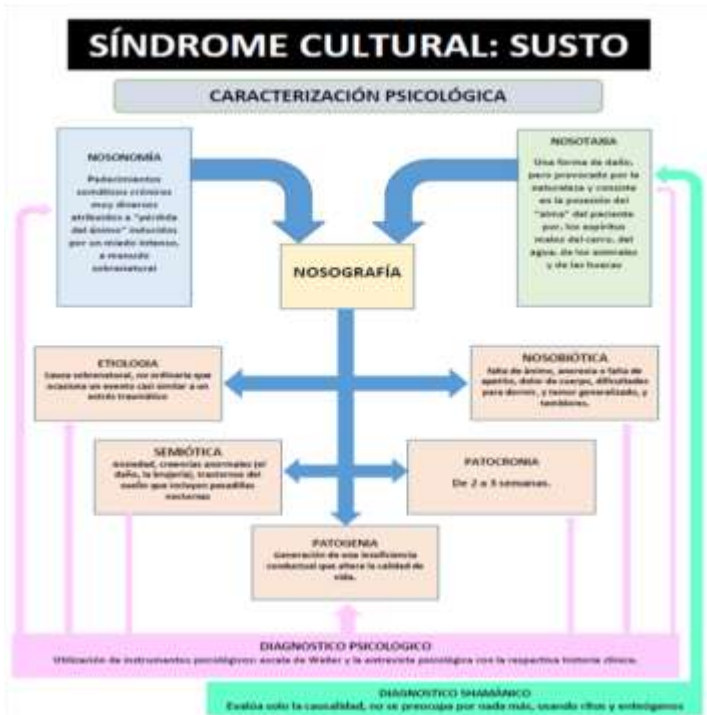 SÍNDROME CULTURAL: SUSTO
CARACTERIZACIÓN PSICOLÓGICA
NOSONOMÍA
Padecimientos
somáticos crónicos
muy diversos
atribuidos a "pérdida
del ánimo" inducidos
por un miedo intenso,
a menudo
sobrenatural
NOSOTAXIA
Una forma de daño,
pero provocado por la
naturaleza y consiste
en la posesión del
"alma" del paciente
por, los espíritus
malos del cerro, del
agua, de los animales
y de las huacas
NOSOGRAFÍA
ETIOLOGIA
Causa sobrenatural, no ordinaria que
ocasiona un evento casi similar a un
estrés traumático
NOSOBIÓTICA
falta de ánimo, anorexia o falta de
apetito, dolor de cuerpo, dificultades
para dormir, y temor generalizado, y
temblores.
SEMIÓTICA
Ansiedad, creencias anormales (el
daño, la brujería), trastornos del
sueño que incluyen pesadillas
nocturnas
PATOCRONIA
De 2 a 3 semanas.
PATOGENIA
Generación de una insuficiencia
conductual que altera la calidad de
vida.
DIAGNOSTICO PSICOLOGICO
Utilización de instrumentos psicológicos: escala de y la entrevista psicológica con la respectiva historia clínica.
DIAGNOSTICO SHAMÁNICO
Evalúa solo la causalidad, no se preocupa por nada más, usando ritos y enteógenos